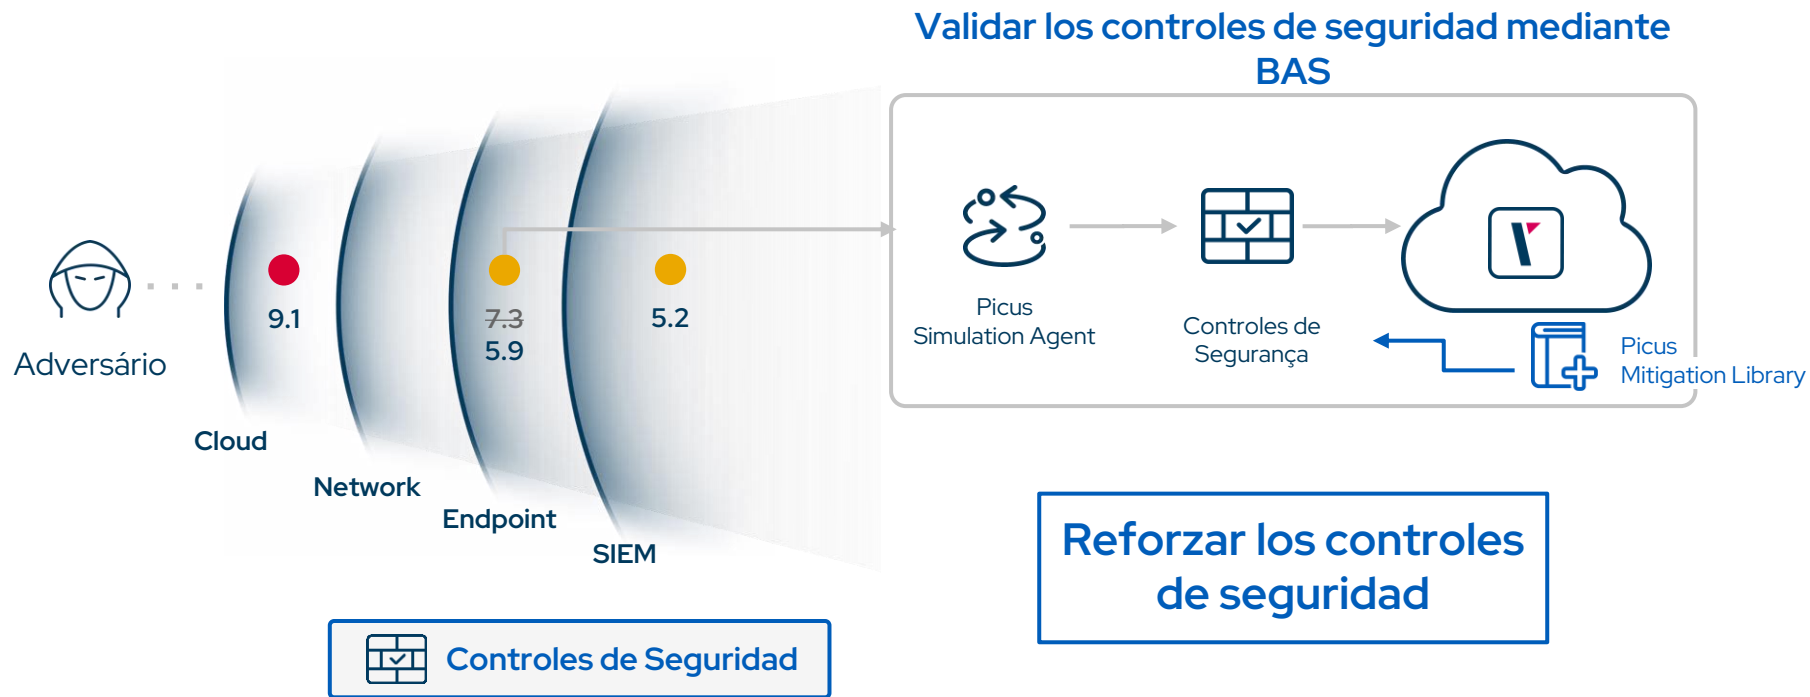 Validar los controles de seguridad mediante
BAS
Adversário
9.1
7.3
5.9
5.2
Cloud
Network
Endpoint
SIEM
Picus
Simulation Agent
Controles de
Segurança
Picus
Mitigation Library
Reforzar los controles
de seguridad
Controles de Seguridad